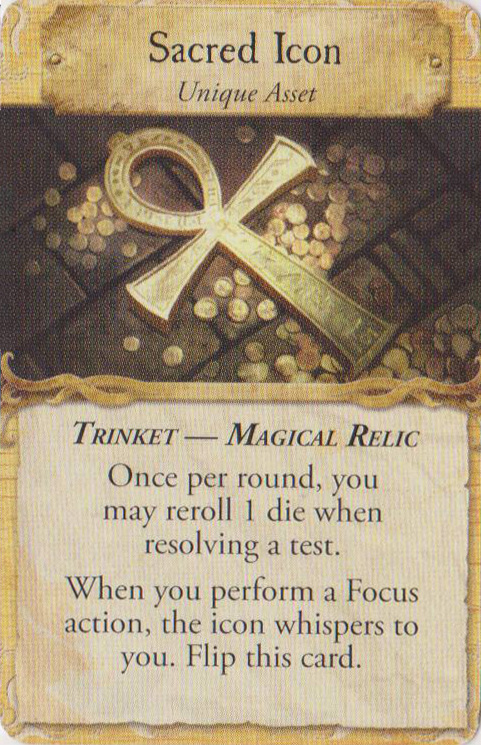 Sacred Icon
Unique Asset
Trinket — Magical Relic
Once per round, you
may reroll 1 die when
resolving a test.
When you perform a Focus
action, the icon whispers to
you. Flip this card.